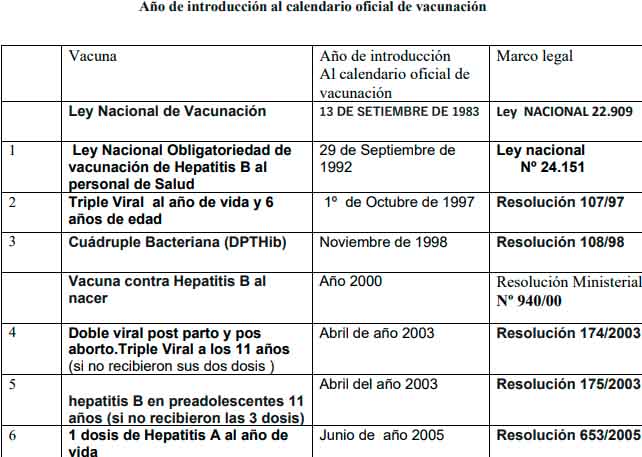 Año de introducción al calendario oficial de vacunación
Vacuna
Año de introducción
Al calendario oficial de
vacunación
Marco legal
Ley Nacional de Vacunación
13 DE SETIEMBRE DE 1983
Ley NACIONAL 22.909
1
Ley Nacional Obligatoriedad de
vacunación de Hepatitis B al
personal de Salud
29 de Septiembre de
1992
Ley nacional
Nº 24.151
2
Triple Viral al año de vida y 6
años de edad
1º de Octubre de 1997
Resolución 107/97
3
Cuádruple Bacteriana (DPTHib)
Noviembre de 1998
Resolución 108/98
Vacuna contra Hepatitis B al
nacer
Año 2000
Resolución Ministerial
Nº 940/00
4
Doble viral post parto y pos
aborto.Triple Viral a los 11 años
(si no recibieron sus dos dosis )
Abril de año 2003
Resolución 174/2003
5
hepatitis B en preadolescentes 11
años (si no recibieron las 3 dosis)
Abril del año 2003
Resolución 175/2003
6
1 dosis de Hepatitis A al año de
vida
Junio de año 2005
Resolución 653/2005